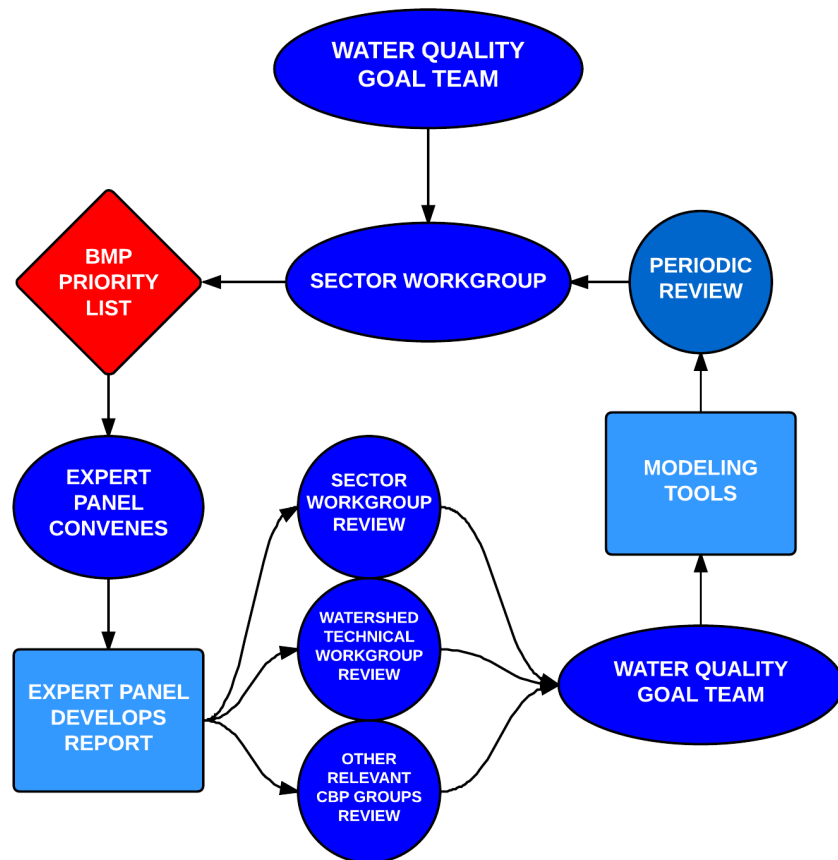 WATER QUALITY
GOAL TEAM
BMP
PRIORITY
LIST
SECTOR WORKGROUP
PERIODIC
REVIEW
EXPERT
PANEL
CONVENES
SECTOR
WORKGROUP
REVIEW
MODELING
TOOLS
WATERSHED
TECHNICAL
WORKGROUP
REVIEW
EXPERT PANEL
DEVELOPS
REPORT
OTHER
RELEVANT
CBP GROUPS
REVIEW
WATER QUALITY
GOAL TEAM